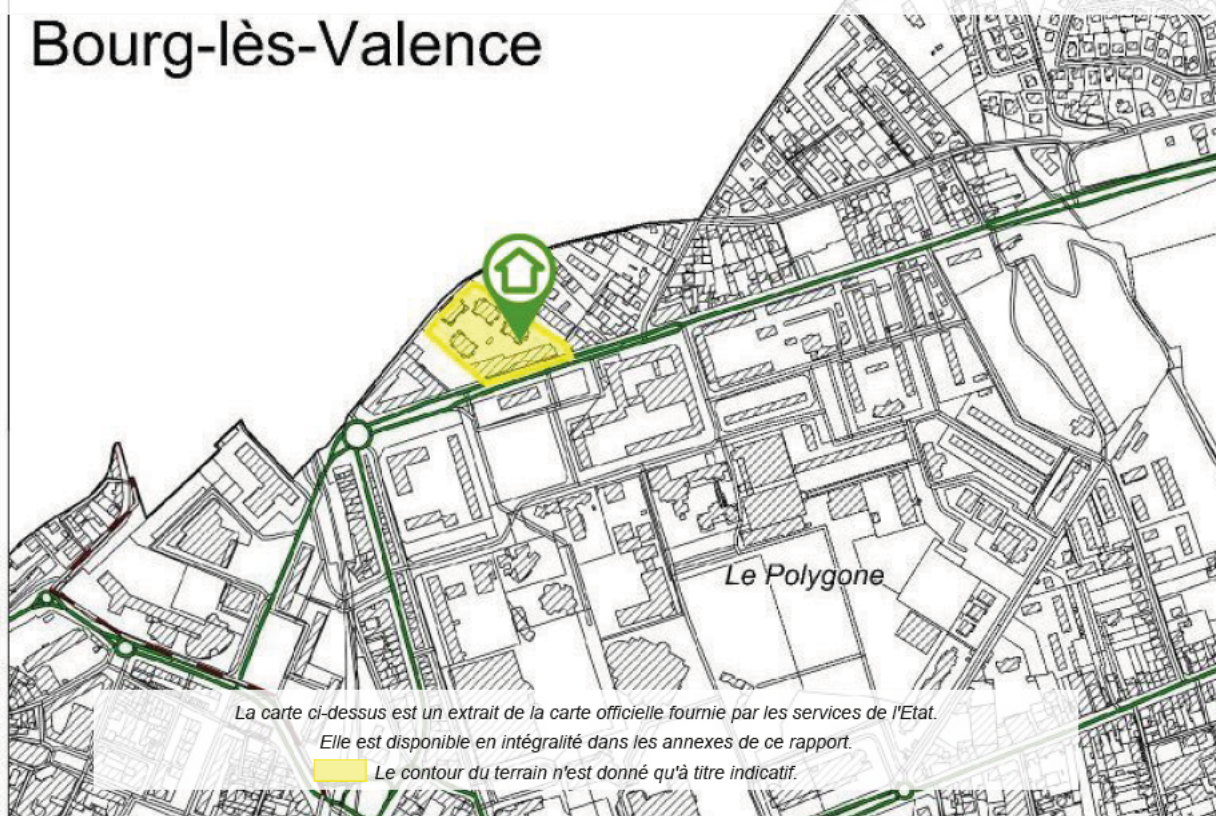 Bourg-lès-Valence
Le Polygone
La carte ci-dessus est un extrait de la carte officielle fournie par les services de l'Etat.
Elle est disponible en intégralité dans les annexes de ce rapport.
Le contour du terrain n'est donné qu'à titre indicatif.